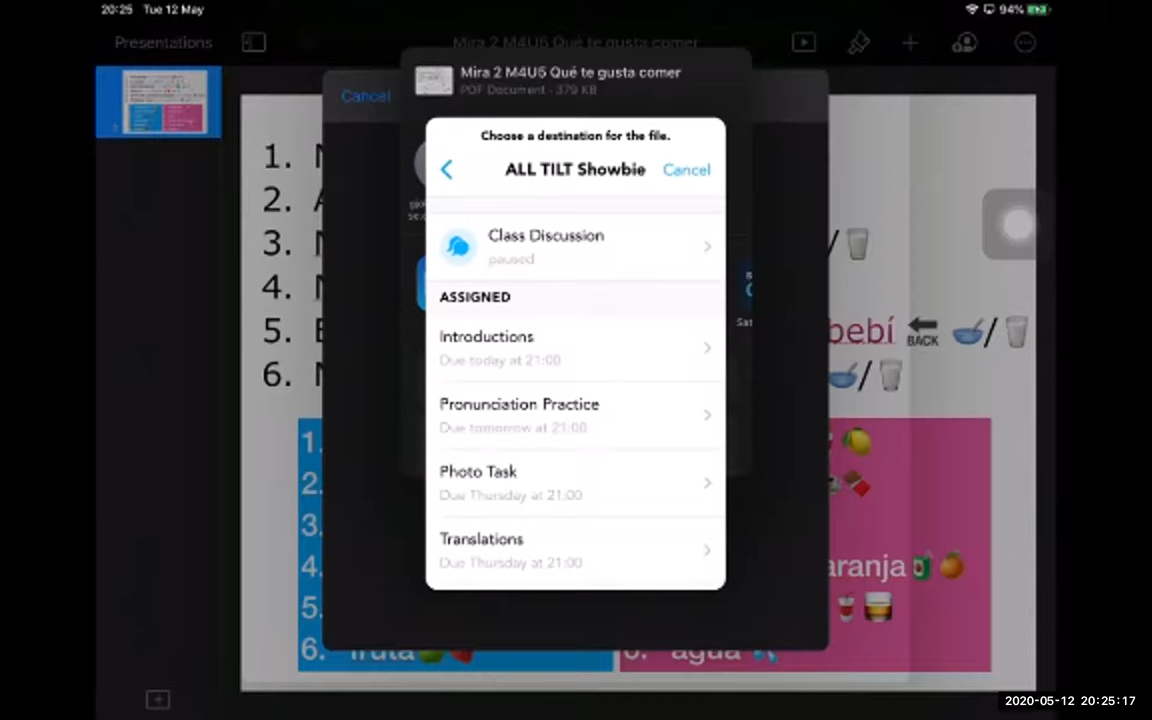 20:25 Tue 12 May
94%
Presentations
Mira 2 M4U5 Qué te gusta comer
Mira 2 M4U5 Qué te gusta comer
PDF Document - 379 KB
Cancel
Choose a destination for the file.
ALL TILT Showbie
Cancel
Class Discussion
paused
ASSIGNED
Introductions
Due today at 21:00
Pronunciation Practice
Due tomorrow at 21:00
Photo Task
Due Thursday at 21:00
Translations
Due Thursday at 21:00
1.
2.
3.
4.
5.
bebí
BACK
6.
1.
2.
3.
4.
5.
6. fruta
6. agua
2020-05-12 20:25:17